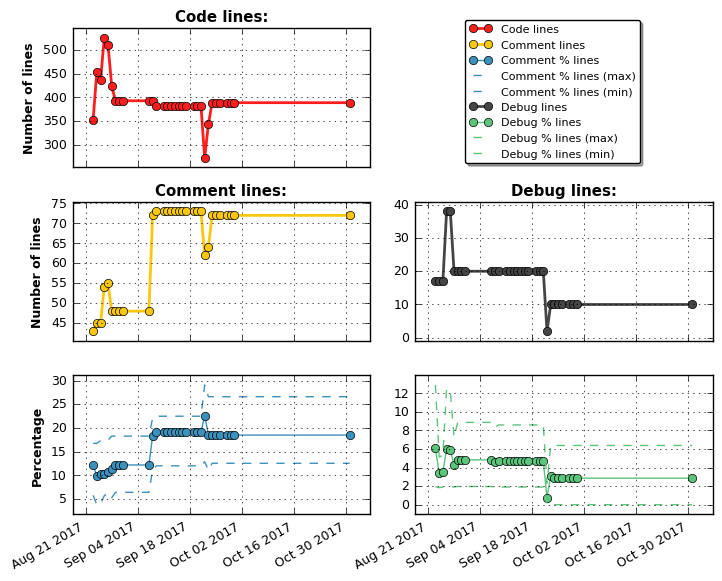 Code lines:
Number of lines
500
450
400
350
300
Code lines
Comment lines
Comment % lines
Comment % lines (max)
Comment % lines (min)
Debug lines
Debug % lines
Debug % lines (max)
Debug % lines (min)
Comment lines:
Number of lines
75
70
65
60
55
50
45
Debug lines:
40
30
20
10
0
Percentage
30
25
20
15
10
5
Aug 21 2017
Sep 04 2017
Sep 18 2017
Oct 02 2017
Oct 16 2017
Oct 30 2017
12
10
8
6
4
2
0
Aug 21 2017
Sep 04 2017
Sep 18 2017
Oct 02 2017
Oct 16 2017
Oct 30 2017